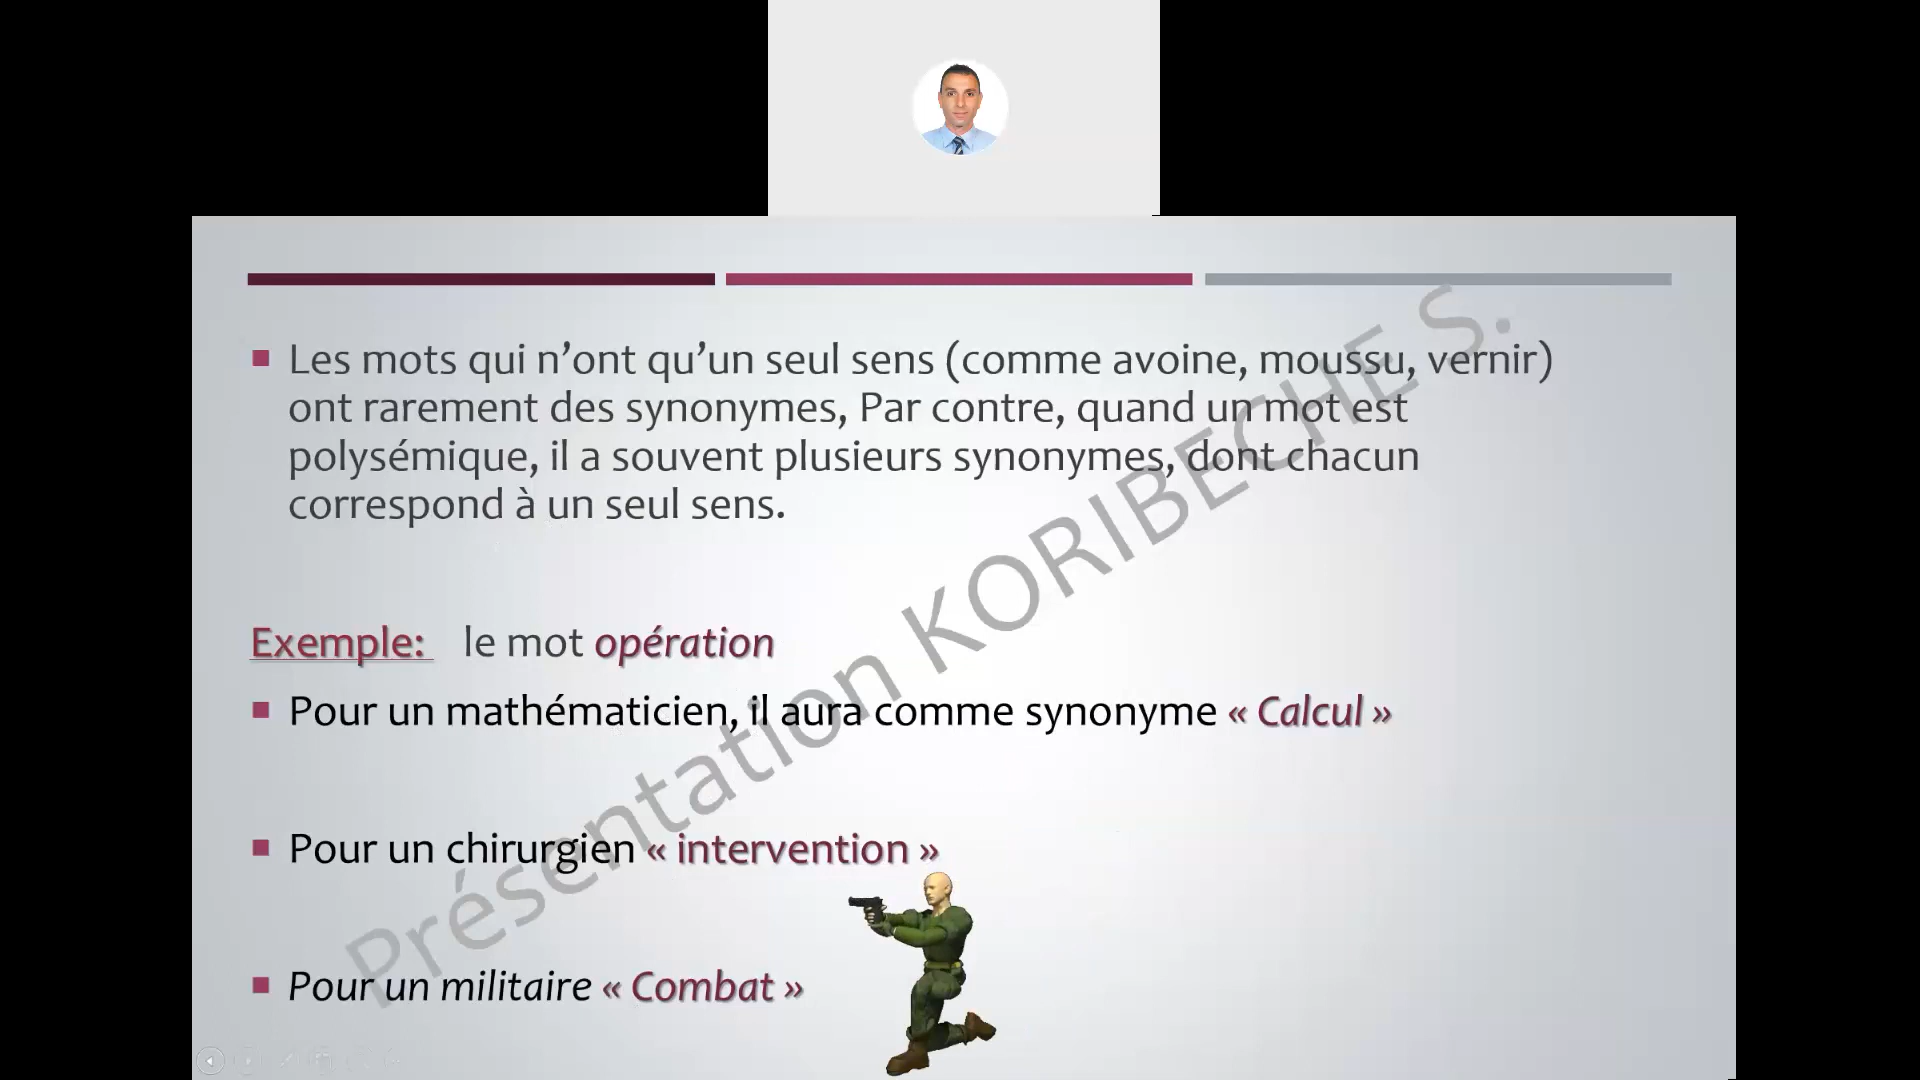 Les mots qui n’ont qu’un seul sens (comme avoine, moussu, vernir)
ont rarement des synonymes, Par contre, quand un mot est
polysémique, il a souvent plusieurs synonymes, dont chacun
correspond à un seul sens.
Exemple: le mot opération
Pour un mathématicien, il aura comme synonyme « Calcul »
Pour un chirurgien « intervention »
Pour un militaire « Combat »
Présentation KORIBECHE S.